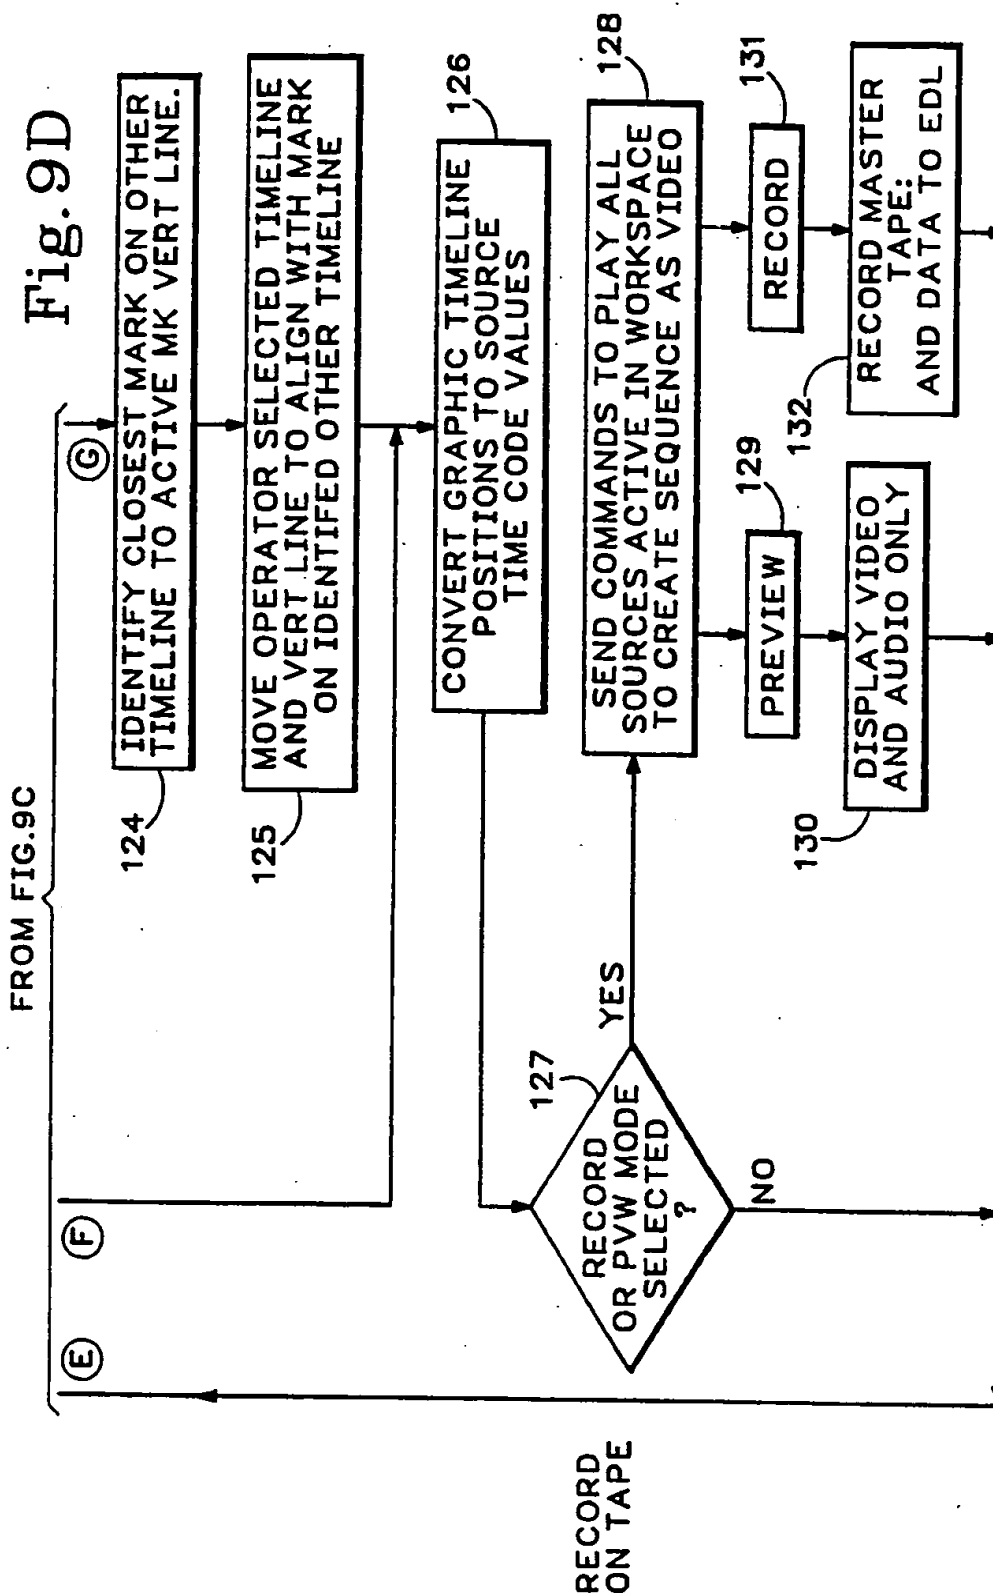 Fig. 9D
FROM FIG.9C
E
F
G
IDENTIFY CLOSEST MARK ON OTHER
TIMELINE TO ACTIVE MK VERT LINE.
124
MOVE OPERATOR SELECTED TIMELINE
AND VERT LINE TO ALIGN WITH MARK
ON IDENTIFED OTHER TIMELINE
125
CONVERT GRAPHIC TIMELINE
POSITIONS TO SOURCE
TIME CODE VALUES
126
RECORD
ON TAPE
RECORD
OR PVW MODE
SELECTED
?
127
YES
NO
SEND COMMANDS TO PLAY ALL
SOURCES ACTIVE IN WORKSPACE
TO CREATE SEQUENCE AS VIDEO
128
PREVIEW
129
RECORD
131
DISPLAY VIDEO
AND AUDIO ONLY
130
RECORD MASTER
TAPE:
AND DATA TO EDL
132